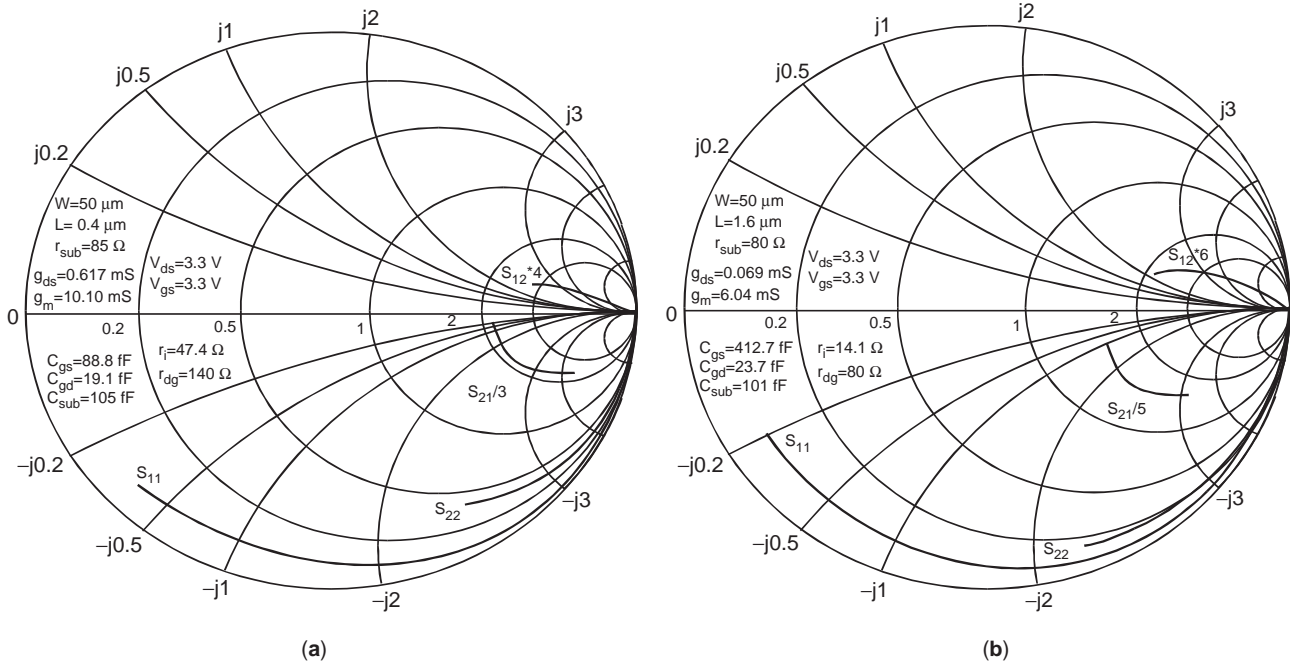 j2
j1
j0.5
j3
j0.2
W=50 μm
L= 0.4 μm
r_sub=85 Ω
g_ds=0.617 mS
g_m=10.10 mS
V_ds=3.3 V
V_gs=3.3 V
S_12*4
0
0.2
0.5
1
2
C_gs=88.8 fF
C_gd=19.1 fF
C_sub=105 fF
r_i=47.4 Ω
r_dg=140 Ω
S_21/3
–j0.2
S_11
S_22
–j3
–j0.5
–j1
–j2
(a)
j2
j1
j0.5
j3
j0.2
W=50 μm
L=1.6 μm
r_sub=80 Ω
g_ds=0.069 mS
g_m=6.04 mS
V_ds=3.3 V
V_gs=3.3 V
S_12*6
0
0.2
0.5
1
2
C_gs=412.7 fF
C_gd=23.7 fF
C_sub=101 fF
r_i=14.1 Ω
r_dg=80 Ω
S_21/5
–j0.2
S_11
S_22
–j3
–j0.5
–j1
–j2
(b)